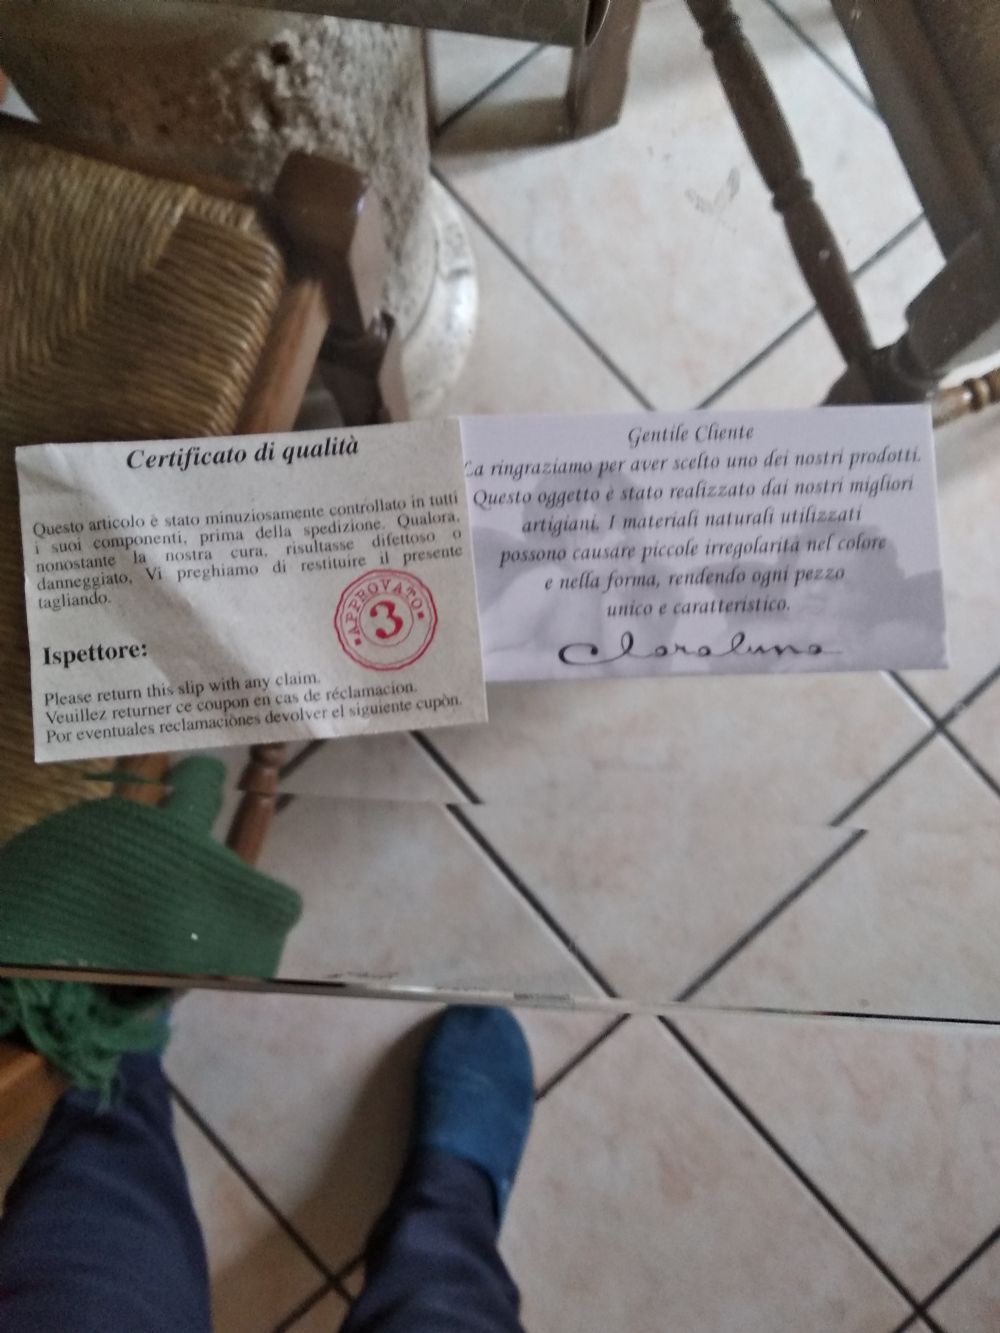 Certificato di qualità
Questo articolo è stato minuziosamente controllato in tutti
i suoi componenti, prima della spedizione. Qualora,
nonostante la nostra cura, risultasse difettoso o
danneggiato, Vi preghiamo di restituire il presente
tagliando.
APPROVATO
3
Ispettore:
Please return this slip with any claim.
Veuillez returner ce coupon en cas de réclamacion.
Por eventuales reclamaciònes devolver el siguiente cupòn.
Gentile Cliente
La ringraziamo per aver scelto uno dei nostri prodotti.
Questo oggetto è stato realizzato dai nostri migliori
artigiani. I materiali naturali utilizzati
possono causare piccole irregolarità nel colore
e nella forma, rendendo ogni pezzo
unico e caratteristico.
Claraluna